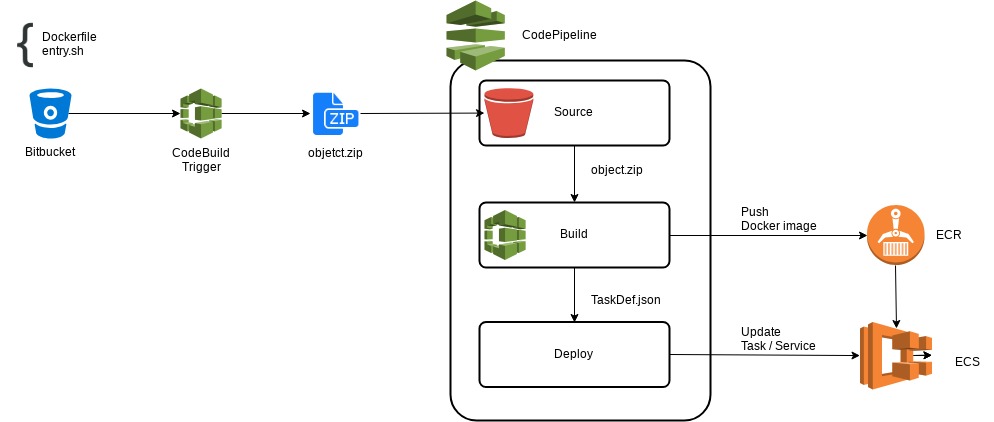 CodePipeline
Dockerfile
entry.sh
ZIP
Source
Bitbucket
CodeBuild
Trigger
objetct.zip
object.zip
Build
Push
Docker image
ECR
TaskDef.json
Deploy
Update
Task / Service
ECS